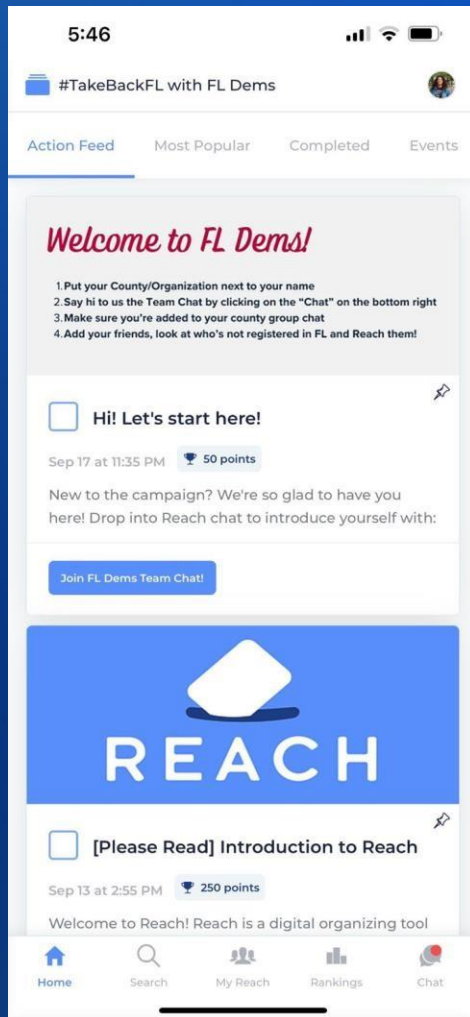 5:46
#TakeBackFL with FL Dems
Action Feed Most Popular Completed Events
Welcome to FL Dems!
1.Put your County/Organization next to your name
2.Say hi to us the Team Chat by clicking on the “Chat” on the bottom right
3.Make sure you're added to your county group chat
4.Add your friends, look at who's not registered in FL and Reach them!
Hi! Let's start here!
Sep 17 at 11:35 PM 50 points
New to the campaign? We're so glad to have you
here! Drop into Reach chat to introduce yourself with:
Join FL Dems Team Chat!
REACH
[Please Read] Introduction to Reach
Sep 13 at 2:55 PM 250 points
Welcome to Reach! Reach is a digital organizing tool
Home Search My Reach Rankings Chat